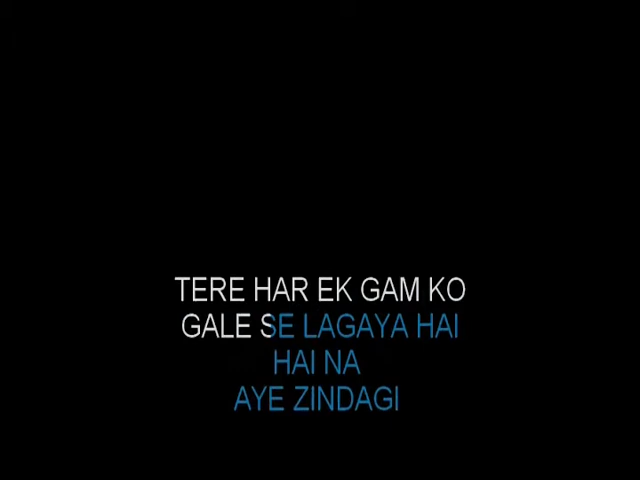 TERE HAR EK GAM KO
GALE SE LAGAYA HAI
HAI NA
AYE ZINDAGI